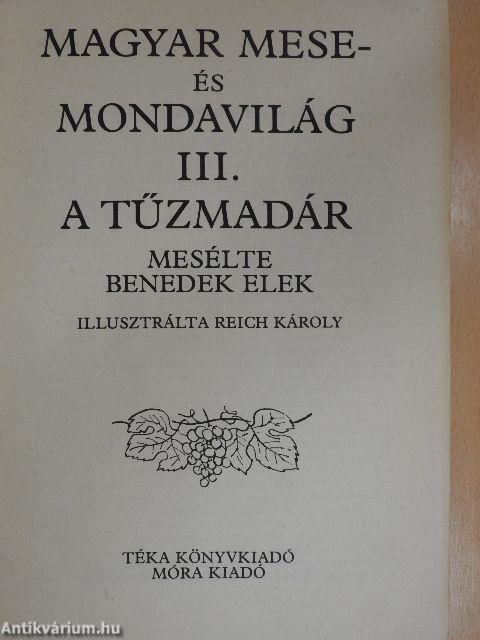 MAGYAR MESE-
ÉS
MONDAVILÁG
III.
A TŰZMADÁR
MESÉLTE
BENEDEK ELEK
ILLUSZTRÁLTA REICH KÁROLY
TÉKA KÖNYVKIADÓ
MÓRA KIADÓ
Antikvárium.hu